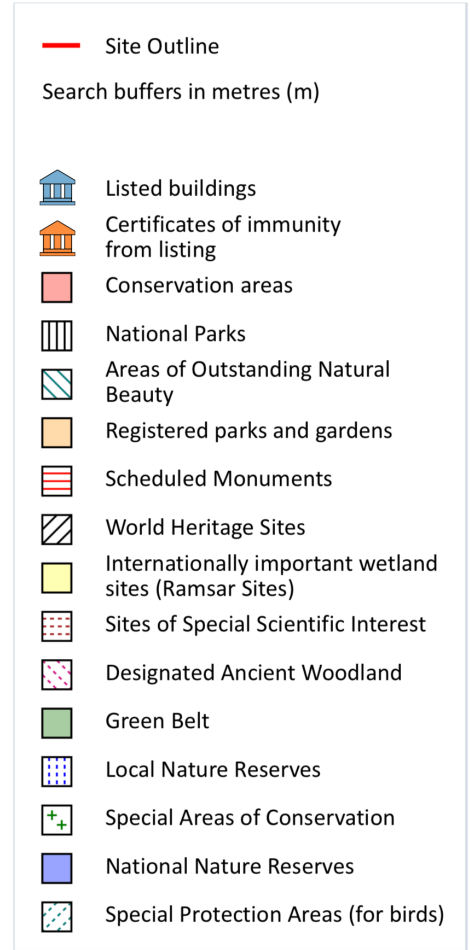 Site Outline
Search buffers in metres (m)
Listed buildings
Certificates of immunity
from listing
Conservation areas
National Parks
Areas of Outstanding Natural
Beauty
Registered parks and gardens
Scheduled Monuments
World Heritage Sites
Internationally important wetland
sites (Ramsar Sites)
Sites of Special Scientific Interest
Designated Ancient Woodland
Green Belt
Local Nature Reserves
Special Areas of Conservation
National Nature Reserves
Special Protection Areas (for birds)